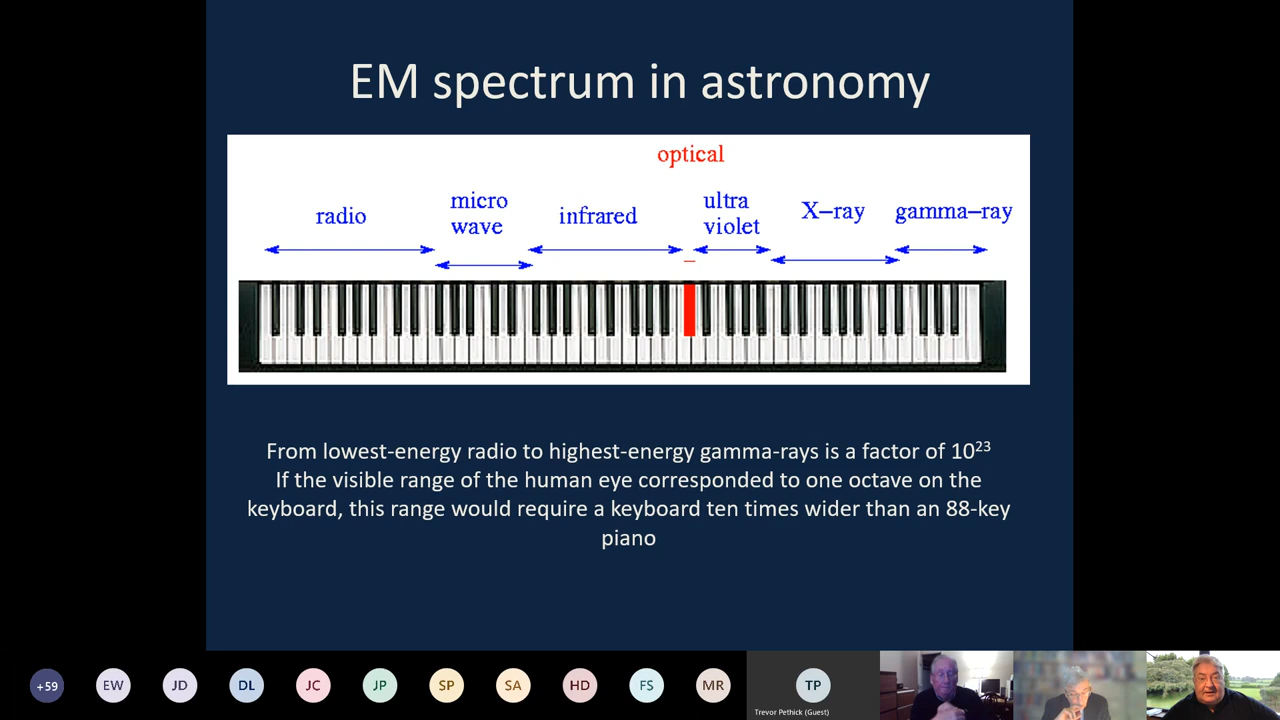 EM spectrum in astronomy
optical
radio
micro
wave
infrared
ultra
violet
X–ray
gamma–ray
From lowest-energy radio to highest-energy gamma-rays is a factor of 10²³
If the visible range of the human eye corresponded to one octave on the
keyboard, this range would require a keyboard ten times wider than an 88-key
piano
+59
EW
JD
DL
JC
JP
SP
SA
HD
FS
MR
TP
Trevor Pethick (Guest)